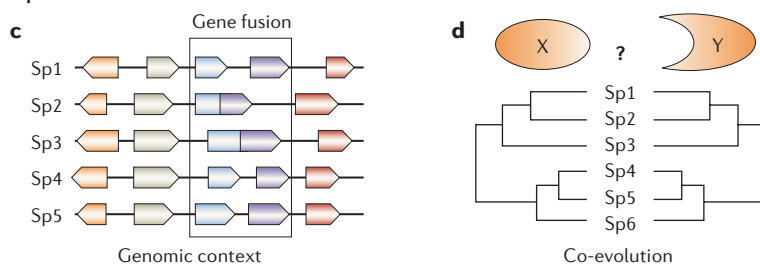 c
Gene fusion
Sp1
Sp2
Sp3
Sp4
Sp5
Genomic context
d
X
?
Y
Sp1
Sp2
Sp3
Sp4
Sp5
Sp6
Co-evolution